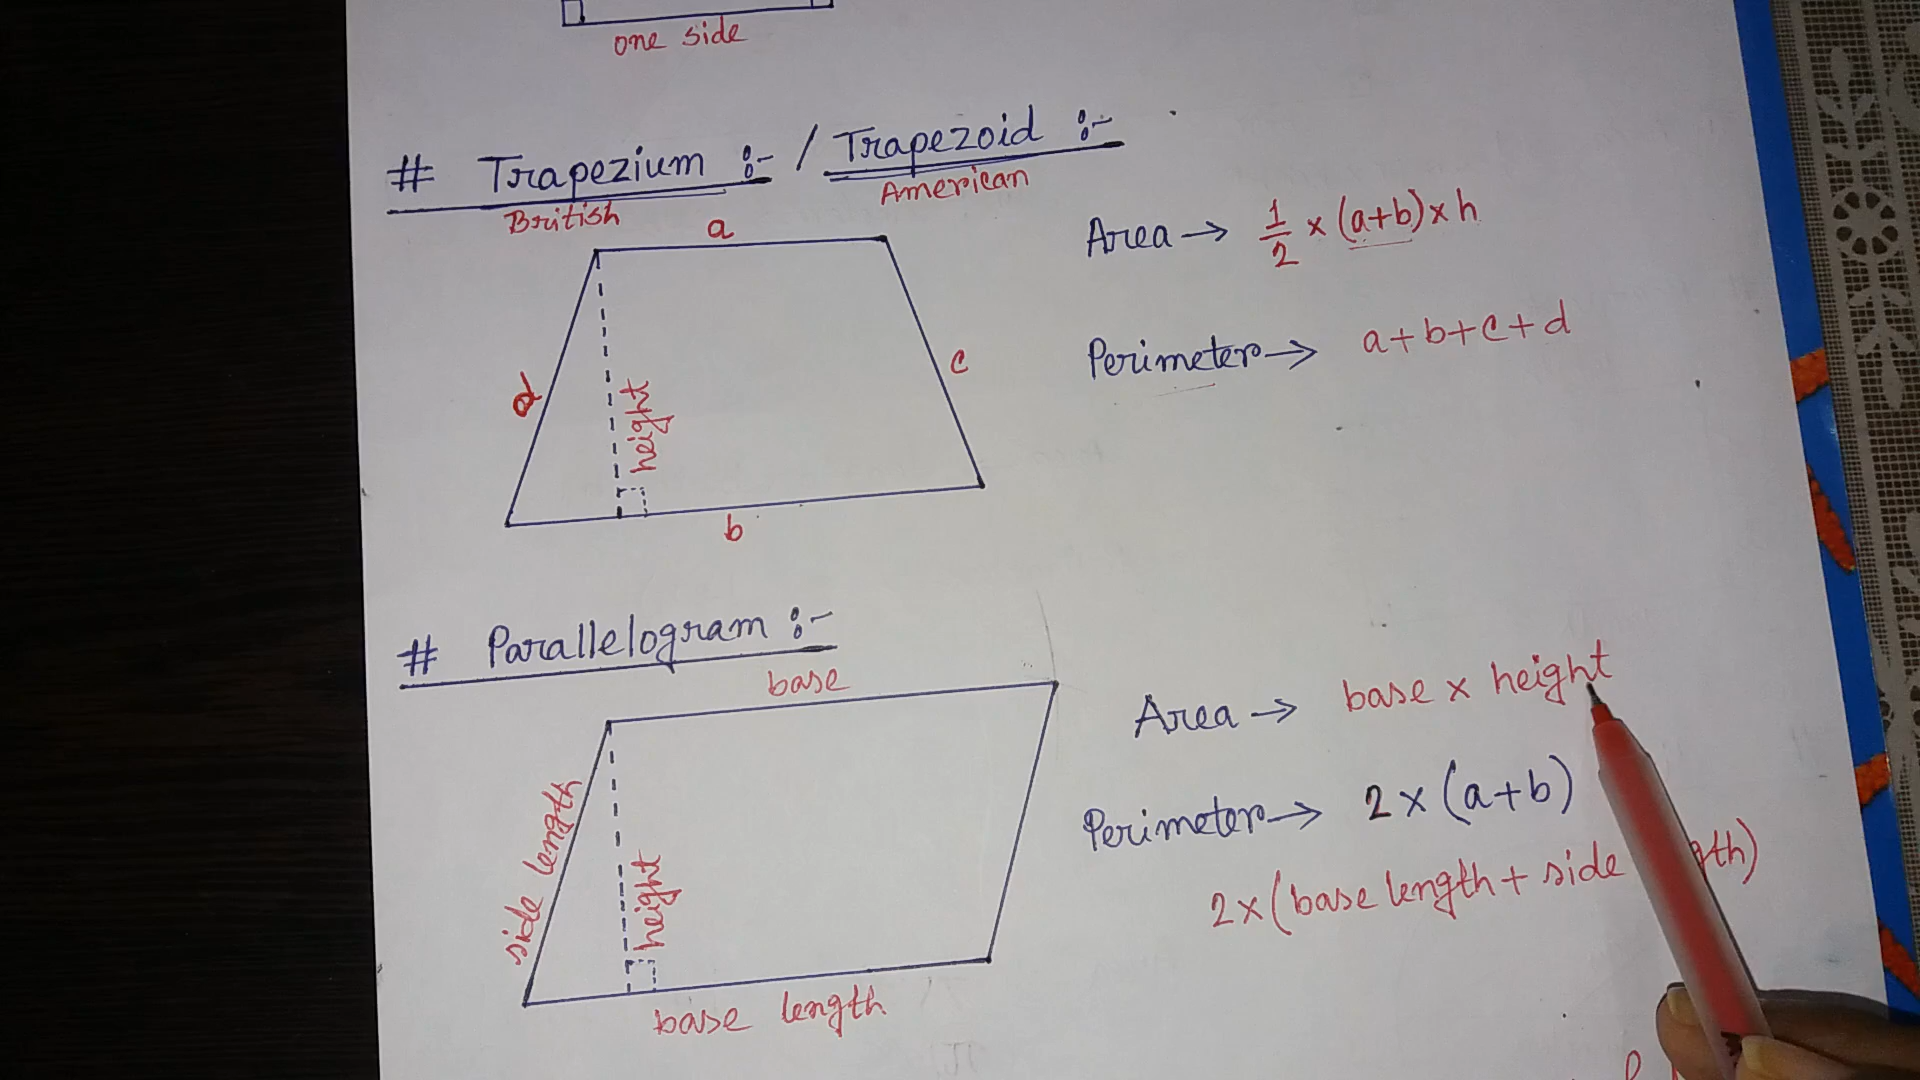 one side
# Trapezium :- / Trapezoid :-
British
American
a
d
height
c
b
Area → 1/2 × (a+b) × h
Perimeter → a+b+c+d
# Parallelogram :-
base
side length
height
base length
Area → base × height
Perimeter → 2 × (a+b)
2 × (base length + side